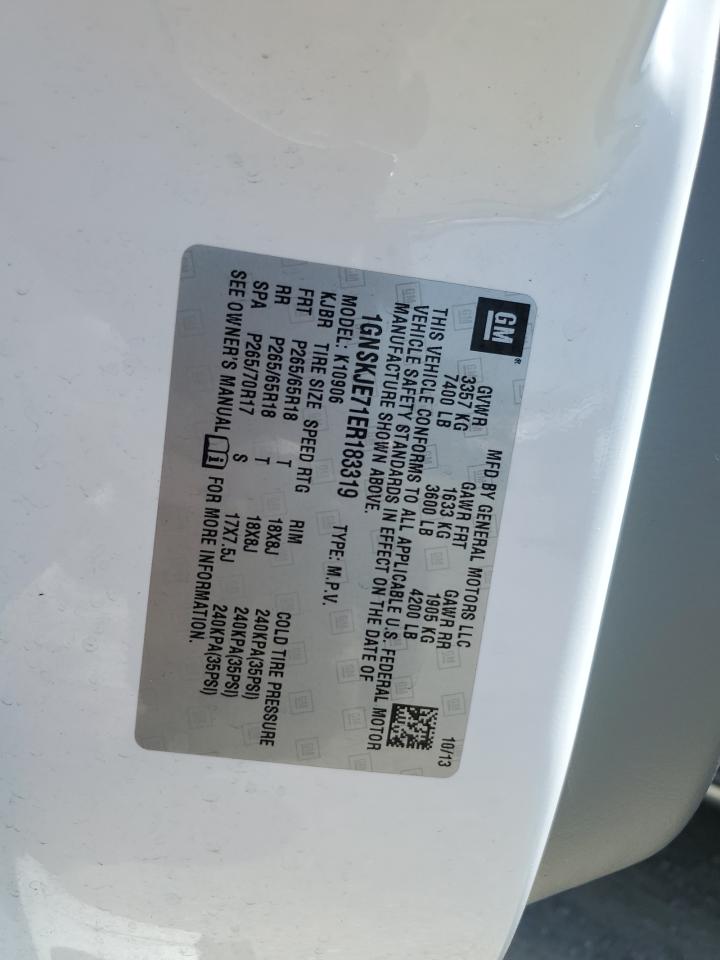 GM
MFD BY GENERAL MOTORS LLC 10/13
GVWR GAWR FRT GAWR RR
3357 KG 1633 KG 1905 KG
7400 LB 3600 LB 4200 LB
THIS VEHICLE CONFORMS TO ALL APPLICABLE U.S. FEDERAL MOTOR
VEHICLE SAFETY STANDARDS IN EFFECT ON THE DATE OF
MANUFACTURE SHOWN ABOVE.
1GNSKJE71ER183319 TYPE: M.P.V.
MODEL: K10906
KJBR TIRE SIZE SPEED RTG RIM COLD TIRE PRESSURE
FRT P265/65R18 T 18X8J 240KPA(35PSI)
RR P265/65R18 T 18X8J 240KPA(35PSI)
SPA P265/70R17 S 17X7.5J 240KPA(35PSI)
SEE OWNER'S MANUAL i FOR MORE INFORMATION.